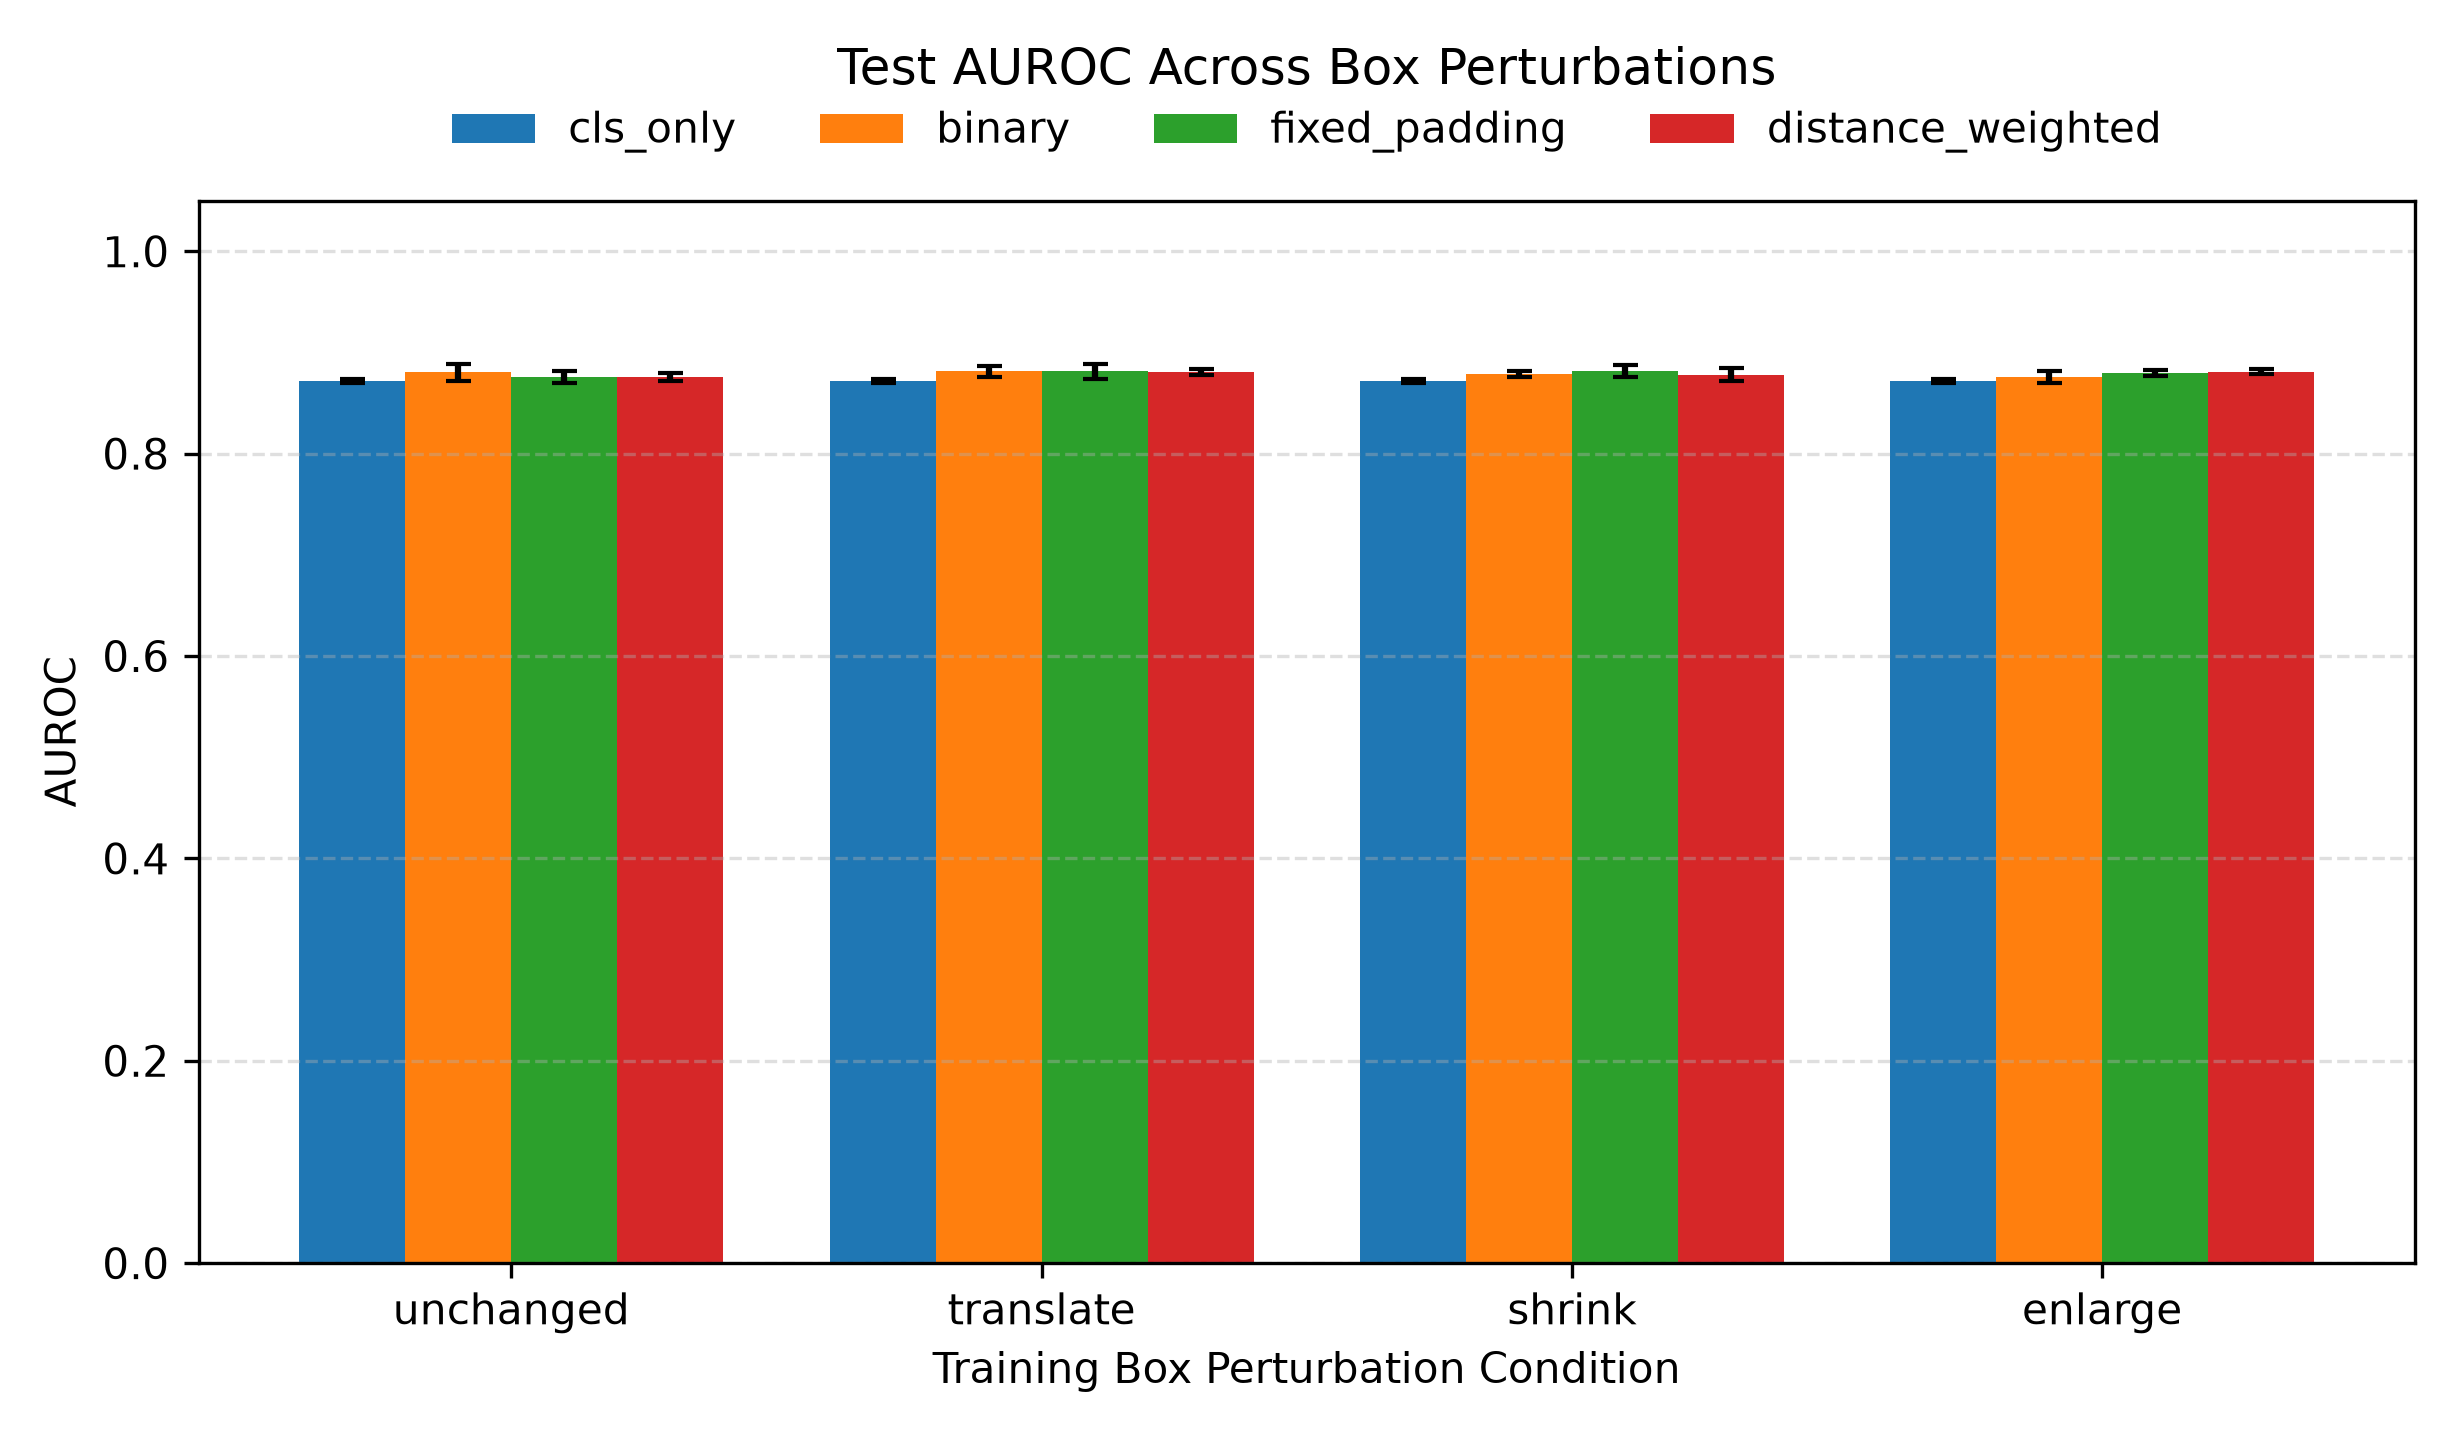 Test AUROC Across Box Perturbations
cls_only binary fixed_padding distance_weighted
1.0
0.8
0.6
0.4
0.2
0.0
AUROC
unchanged translate shrink enlarge
Training Box Perturbation Condition